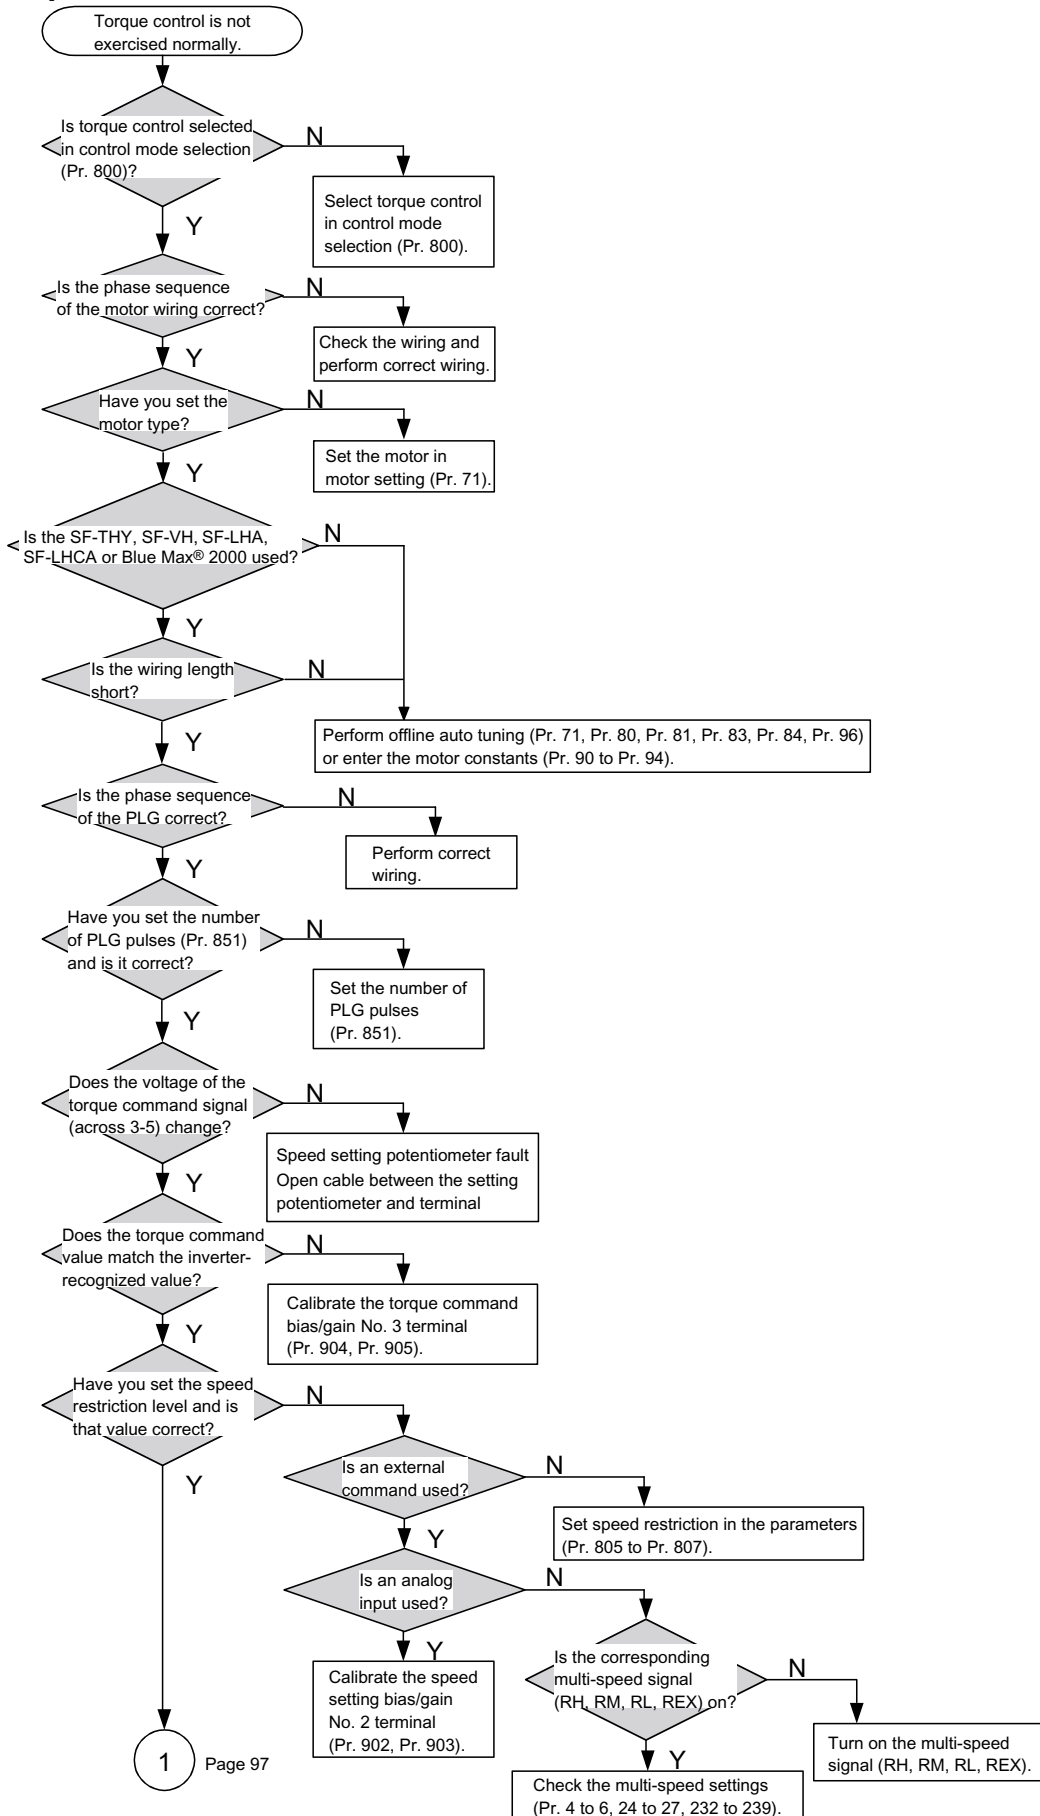 Torque control is not
exercised normally.
Is torque control selected
in control mode selection
(Pr. 800)?
N
Select torque control
in control mode
selection (Pr. 800).
Y
Is the phase sequence
of the motor wiring correct?
N
Check the wiring and
perform correct wiring.
Y
Have you set the
motor type?
N
Set the motor in
motor setting (Pr. 71).
Y
Is the SF-THY, SF-VH, SF-LHA,
SF-LHCA or Blue Max® 2000 used?
N
Y
Is the wiring length
short?
N
Perform offline auto tuning (Pr. 71, Pr. 80, Pr. 81, Pr. 83, Pr. 84, Pr. 96)
or enter the motor constants (Pr. 90 to Pr. 94).
Y
Is the phase sequence
of the PLG correct?
N
Perform correct
wiring.
Y
Have you set the number
of PLG pulses (Pr. 851)
and is it correct?
N
Set the number of
PLG pulses
(Pr. 851).
Y
Does the voltage of the
torque command signal
(across 3-5) change?
N
Speed setting potentiometer fault
Open cable between the setting
potentiometer and terminal
Y
Does the torque command
value match the inverter-
recognized value?
N
Calibrate the torque command
bias/gain No. 3 terminal
(Pr. 904, Pr. 905).
Y
Have you set the speed
restriction level and is
that value correct?
N
Y
Is an external
command used?
N
Set speed restriction in the parameters
(Pr. 805 to Pr. 807).
Y
Is an analog
input used?
N
Y
Calibrate the speed
setting bias/gain
No. 2 terminal
(Pr. 902, Pr. 903).
Is the corresponding
multi-speed signal
(RH, RM, RL, REX) on?
N
Turn on the multi-speed
signal (RH, RM, RL, REX).
Y
Check the multi-speed settings
(Pr. 4 to 6, 24 to 27, 232 to 239).
1 Page 97